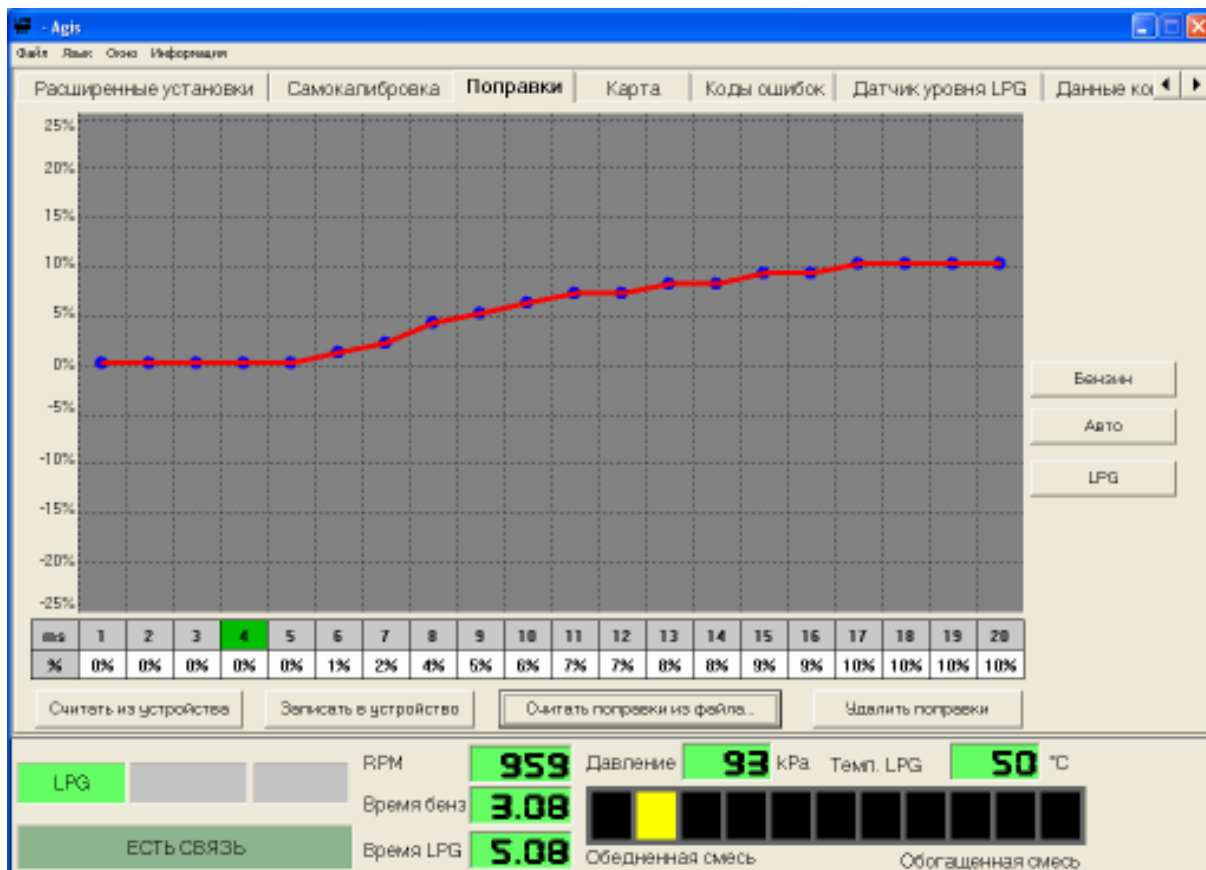 - Agis
Файл Язык Окно Информация
Расширенные установки Самокалибровка Поправки Карта Коды ошибок Датчик уровня LPG Данные ко
25%
20%
15%
10%
5%
0%
-5%
-10%
-15%
-20%
-25%
Бензин
Авто
LPG
ms 1 2 3 4 5 6 7 8 9 10 11 12 13 14 15 16 17 18 19 20
% 0% 0% 0% 0% 0% 1% 2% 4% 5% 6% 7% 7% 8% 8% 9% 9% 10% 10% 10% 10%
Считать из устройства Записать в устройство Считать поправки из файла... Удалить поправки
LPG RPM 959 Давление 93 kPa Темп. LPG 50 °C
Время бенз 3.08
ЕСТЬ СВЯЗЬ Время LPG 5.08 Обедненная смесь Обогащенная смесь